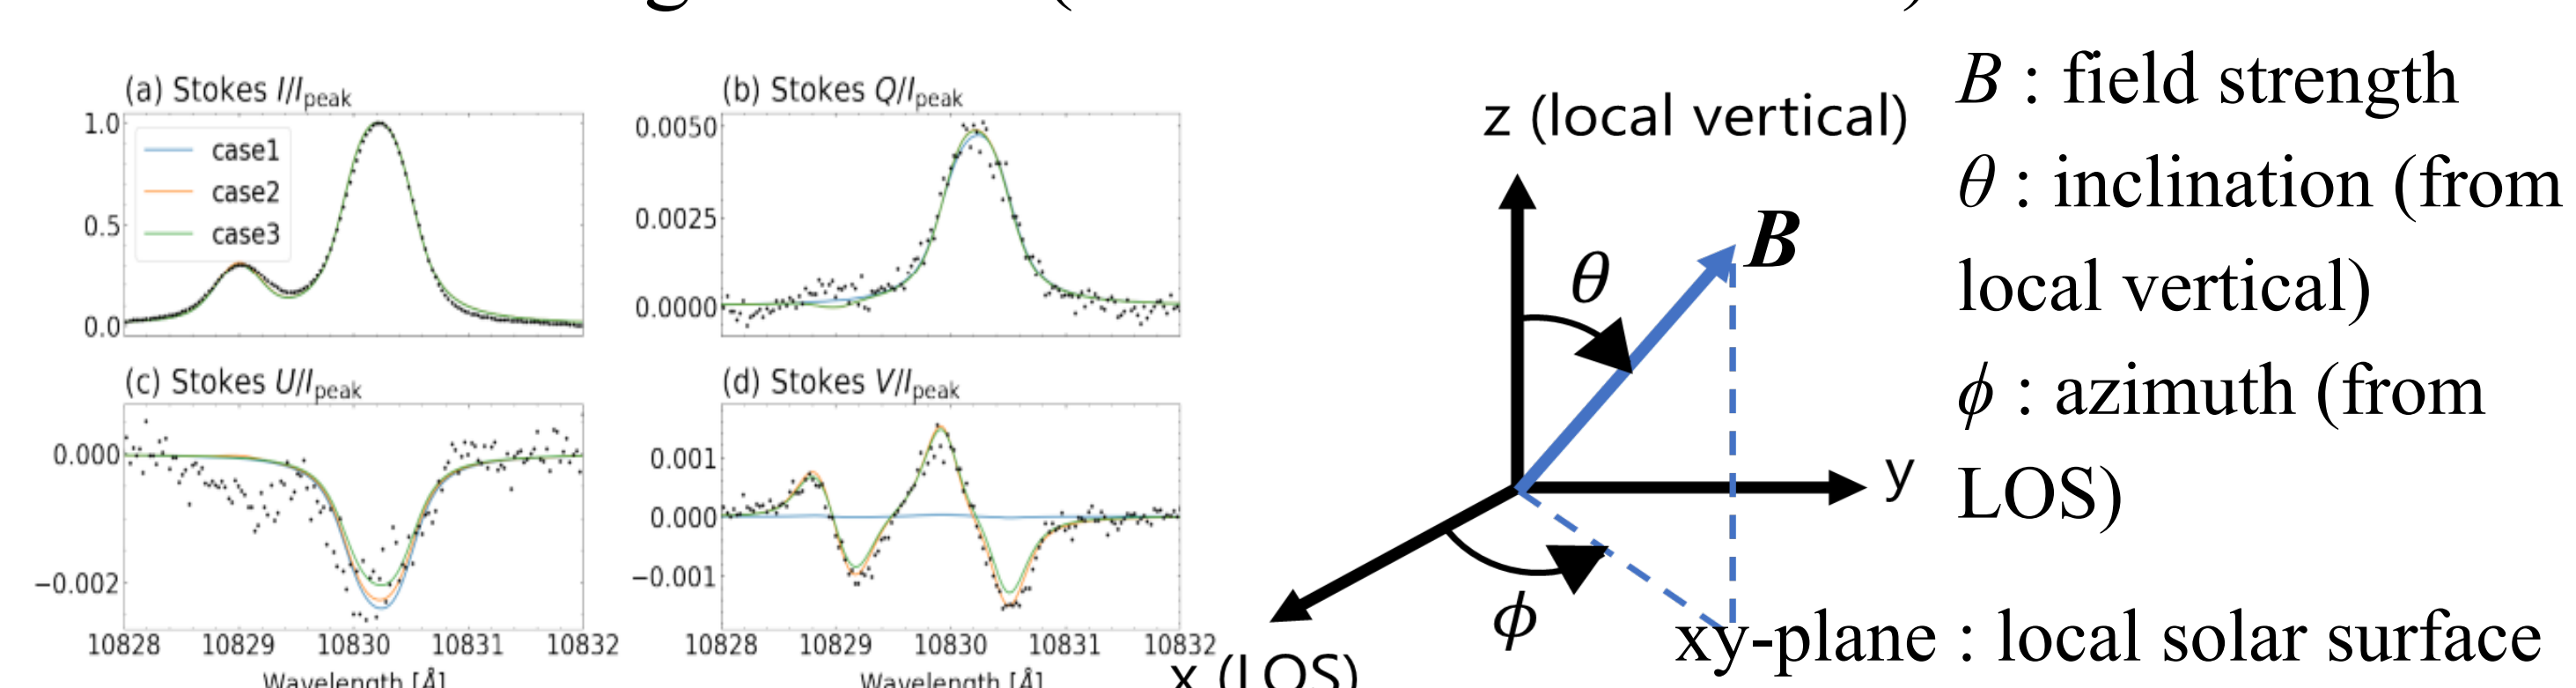 (a) Stokes I/I_peak
1.0
0.5
0.0
case1
case2
case3
(b) Stokes Q/I_peak
0.0050
0.0025
0.0000
(c) Stokes U/I_peak
0.000
−0.002
10828 10829 10830 10831 10832
Wavelength [Å]
(d) Stokes V/I_peak
0.001
0.000
−0.001
10828 10829 10830 10831 10832
Wavelength [Å]
z (local vertical)
B
θ
y
ϕ
x (LOS)
xy-plane : local solar surface
B : field strength
θ : inclination (from
local vertical)
ϕ : azimuth (from
LOS)